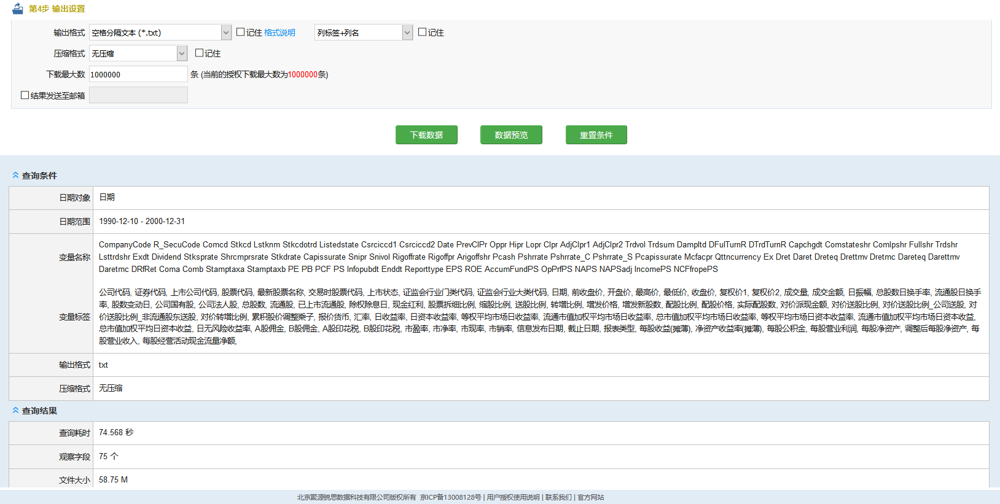 第4步 输出设置
输出格式 空格分隔文本 (*.txt) 记住 格式说明 列标签+列名 记住
压缩格式 无压缩 记住
下载最大数 1000000 条 (当前的授权下载最大数为1000000条)
结果发送至邮箱
下载数据 数据预览 重置条件
查询条件
日期对象 日期
日期范围 1990-12-10 - 2000-12-31
变量名称
CompanyCode R_SecuCode Comcd Stkcd Lstknm Stkcdotrd Listedstate Csrciccd1 Csrciccd2 Date PrevClPr Oppr Hipr Lopr Clpr AdjClpr1 AdjClpr2 Trdvol Trdsum Dampltd DFulTurnR DTrdTurnR Capchgdt Comstateshr Comlpshr Fullshr Trdshr
Lsttrdshr Exdt Dividend Stksprate Shrcmprsrate Stkdrate Capissurate Snipr Snivol Rigoffrate Rigoffpr Arigoffshr Pcash Pshrrate Pshrrate_C Pshrrate_S Pcapissurate Mcfacpr Qttncurrency Ex Dret Daret Dreteq Drettmv Dretmc Dareteq Darettmv
Daretmc DRfRet Coma Comb Stamptaxa Stamptaxb PE PB PCF PS Infopubdt Enddt Reporttype EPS ROE AccumFundPS OpPrfPS NAPS NAPSadj IncomePS NCFfropePS
变量标签
公司代码, 证券代码, 上市公司代码, 股票代码, 最新股票名称, 交易时股票代码, 上市状态, 证监会行业门类代码, 证监会行业大类代码, 日期, 前收盘价, 开盘价, 最高价, 最低价, 收盘价, 复权价1, 复权价2, 成交量, 成交金额, 日振幅, 总股数日换手率, 流通股日换手
率, 股数变动日, 公司国有股, 公司法人股, 总股数, 流通股, 已上市流通股, 除权除息日, 现金红利, 股票拆细比例, 缩股比例, 送股比例, 转增比例, 增发价格, 增发新股数, 配股比例, 配股价格, 实际配股数, 对价派现金额, 对价送股比例, 对价送股比例_公司送股, 对
价送股比例_非流通股东送股, 对价转增比例, 累积股价调整乘子, 报价货币, 汇率, 日收益率, 日资本收益率, 等权平均市场日收益率, 流通市值加权平均市场日收益率, 总市值加权平均市场日收益率, 等权平均市场日资本收益率, 流通市值加权平均市场日资本收益,
总市值加权平均日资本收益, 日无风险收益率, A股佣金, B股佣金, A股印花税, B股印花税, 市盈率, 市净率, 市现率, 市销率, 信息发布日期, 截止日期, 报表类型, 每股收益(摊薄), 净资产收益率(摊薄), 每股公积金, 每股营业利润, 每股净资产, 调整后每股净资产, 每
股营业收入, 每股经营活动现金流量净额,
输出格式 txt
压缩格式 无压缩
查询结果
查询耗时 74.568 秒
观察字段 75 个
文件大小 58.75 M
北京聚源锐思数据科技有限公司版权所有 京ICP备13008128号 | 用户授权使用说明 | 联系我们 | 官方网站